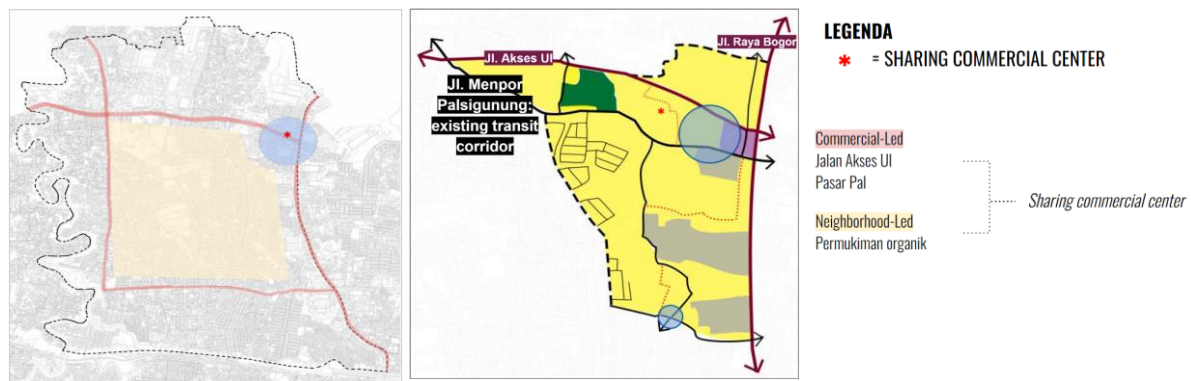 Jl. Akses UI
Jl. Raya Bogor
Jl. Menpor
Palsigunung:
existing transit
corridor
LEGENDA
* = SHARING COMMERCIAL CENTER
Commercial-Led
Jalan Akses UI
Pasar Pal
Neighborhood-Led
Permukiman organik
Sharing commercial center